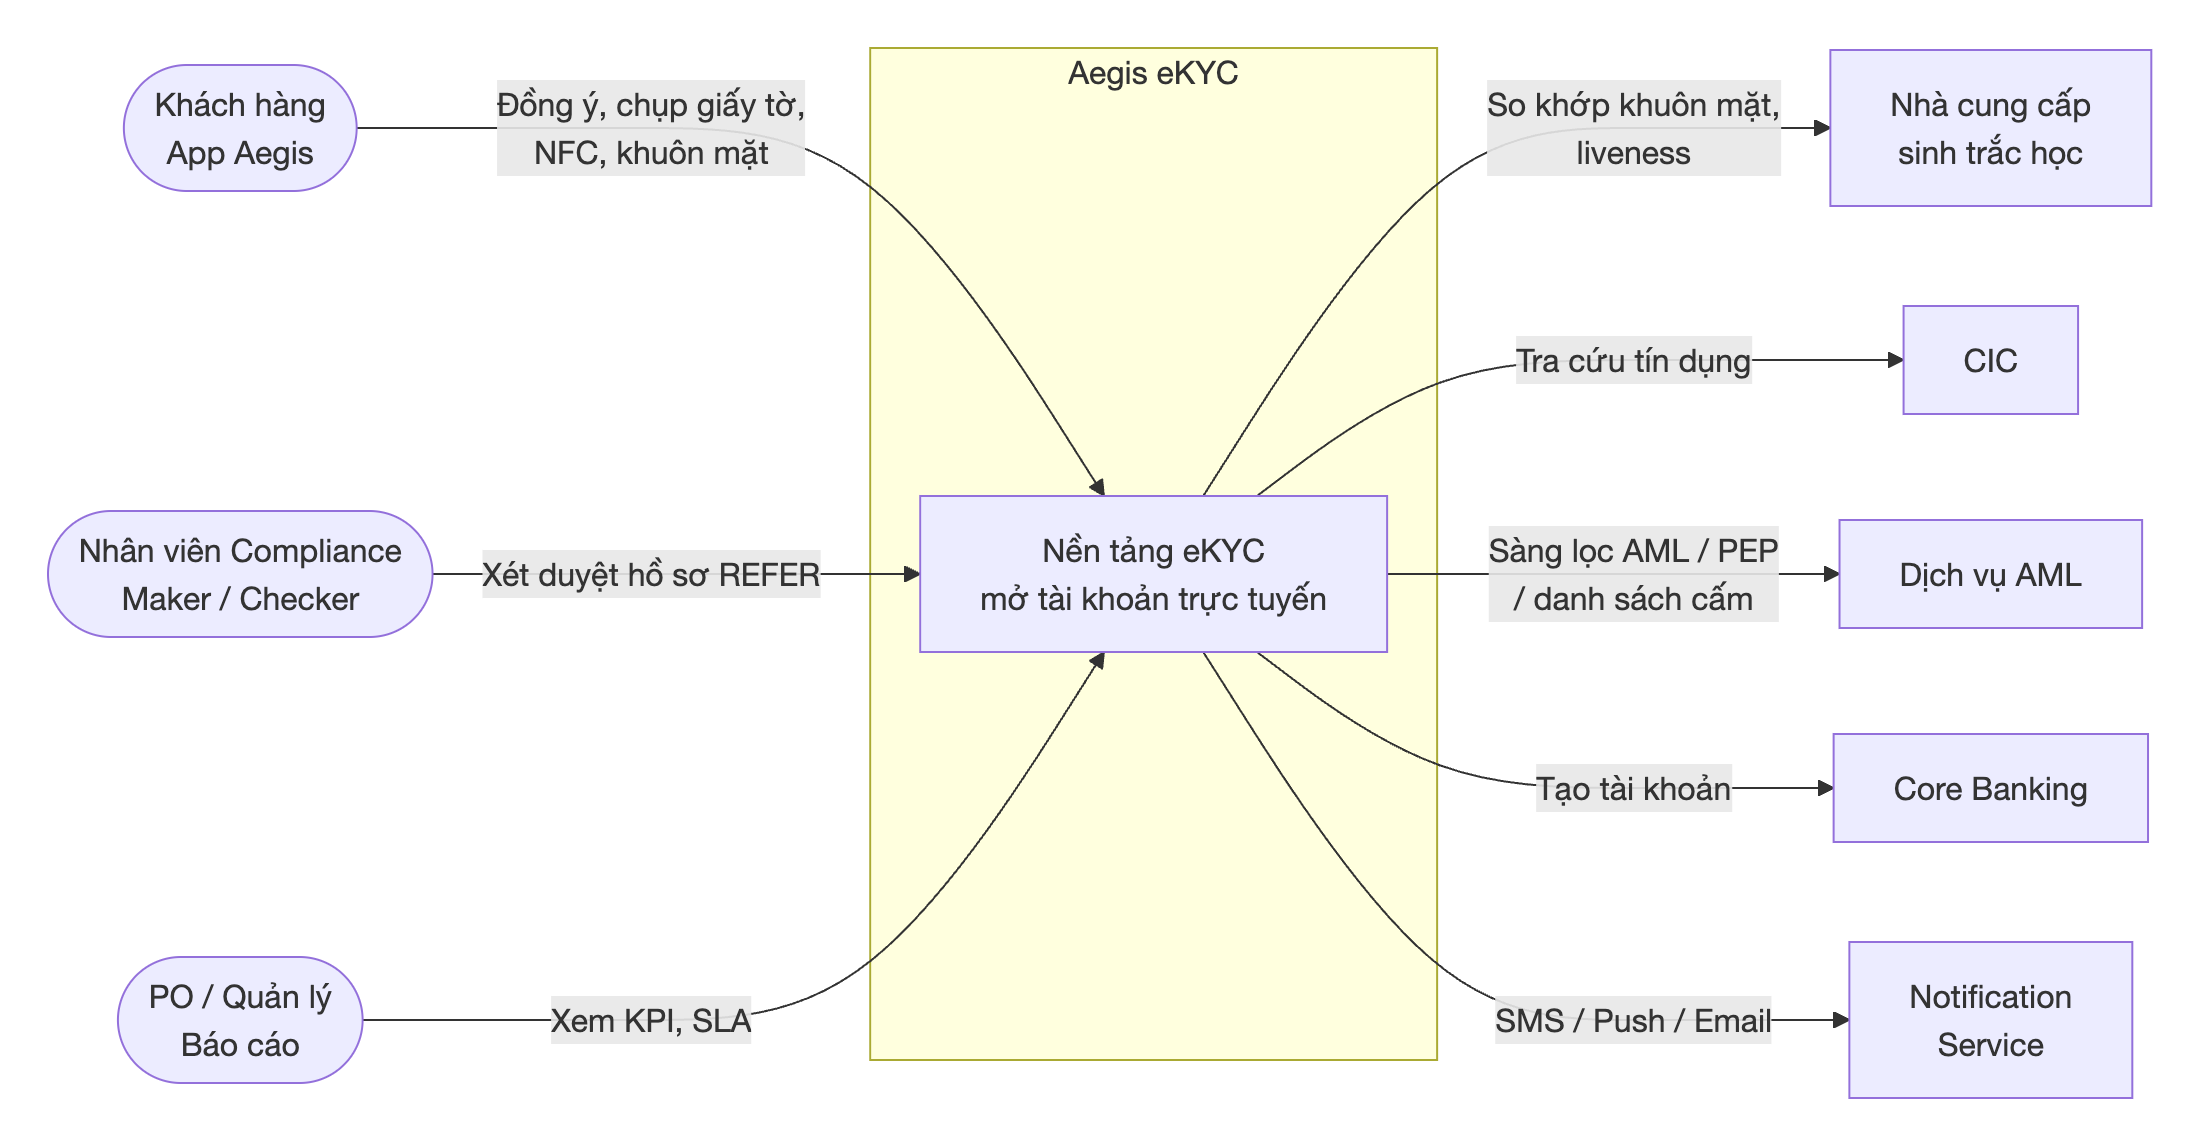 Aegis eKYC
Khách hàng
App Aegis
Đồng ý, chụp giấy tờ,
NFC, khuôn mặt
So khớp khuôn mặt,
liveness
Nhà cung cấp
sinh trắc học
Tra cứu tín dụng
CIC
Nhân viên Compliance
Maker / Checker
Xét duyệt hồ sơ REFER
Nền tảng eKYC
mở tài khoản trực tuyến
Sàng lọc AML / PEP
/ danh sách cấm
Dịch vụ AML
Tạo tài khoản
Core Banking
PO / Quản lý
Báo cáo
Xem KPI, SLA
SMS / Push / Email
Notification
Service